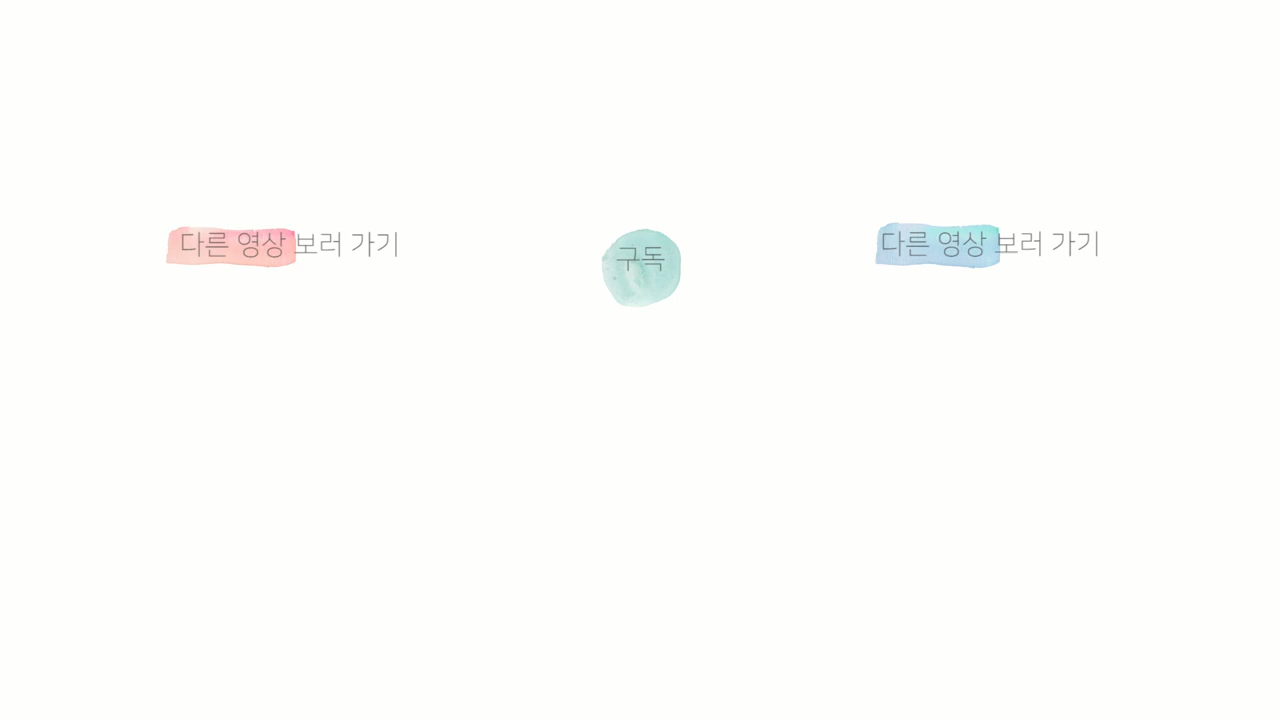 다른 영상 보러 가기
구독
다른 영상 보러 가기